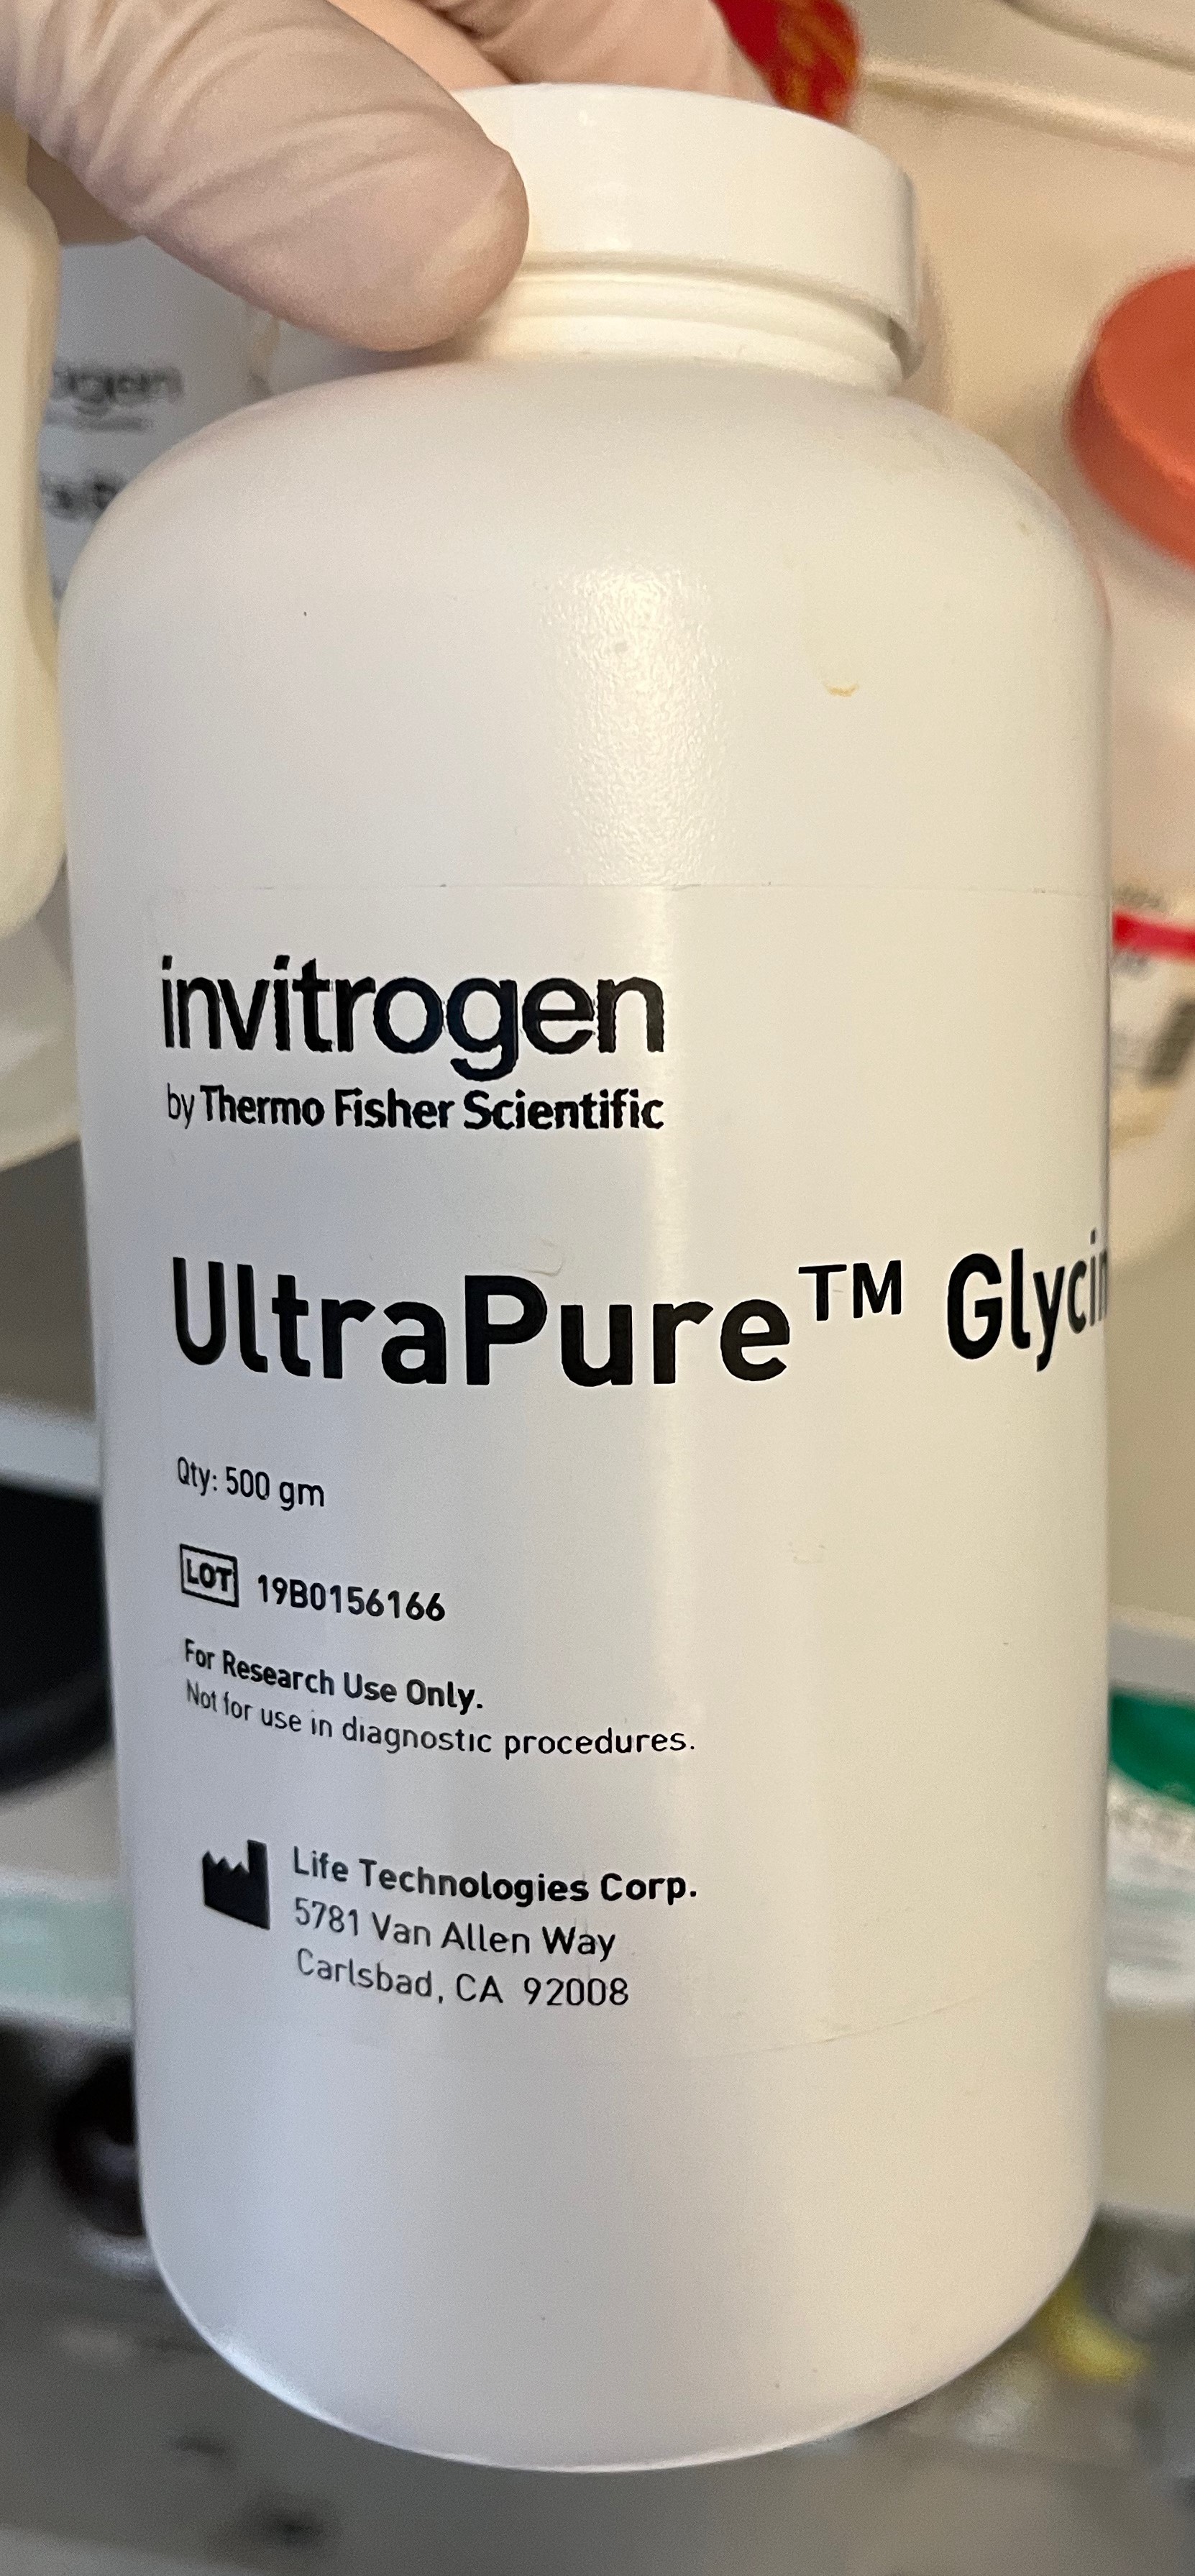 invitrogen
by Thermo Fisher Scientific
UltraPure™ Glycin
Qty: 500 gm
LOT 19B0156166
For Research Use Only.
Not for use in diagnostic procedures.
Life Technologies Corp.
5781 Van Allen Way
Carlsbad, CA 92008